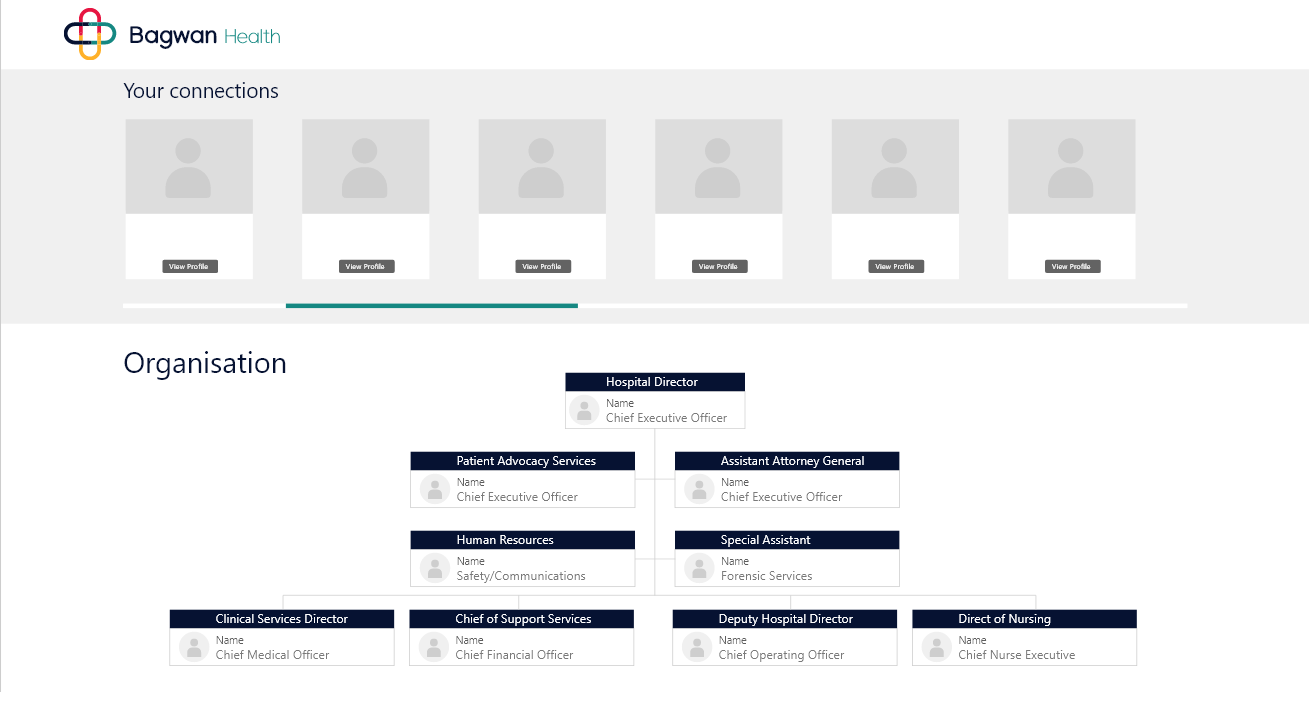 Bagwan Health
Your connections
View Profile View Profile View Profile View Profile View Profile View Profile
Organisation
Hospital Director
Name
Chief Executive Officer
Patient Advocacy Services
Name
Chief Executive Officer
Assistant Attorney General
Name
Chief Executive Officer
Human Resources
Name
Safety/Communications
Special Assistant
Name
Forensic Services
Clinical Services Director
Name
Chief Medical Officer
Chief of Support Services
Name
Chief Financial Officer
Deputy Hospital Director
Name
Chief Operating Officer
Direct of Nursing
Name
Chief Nurse Executive